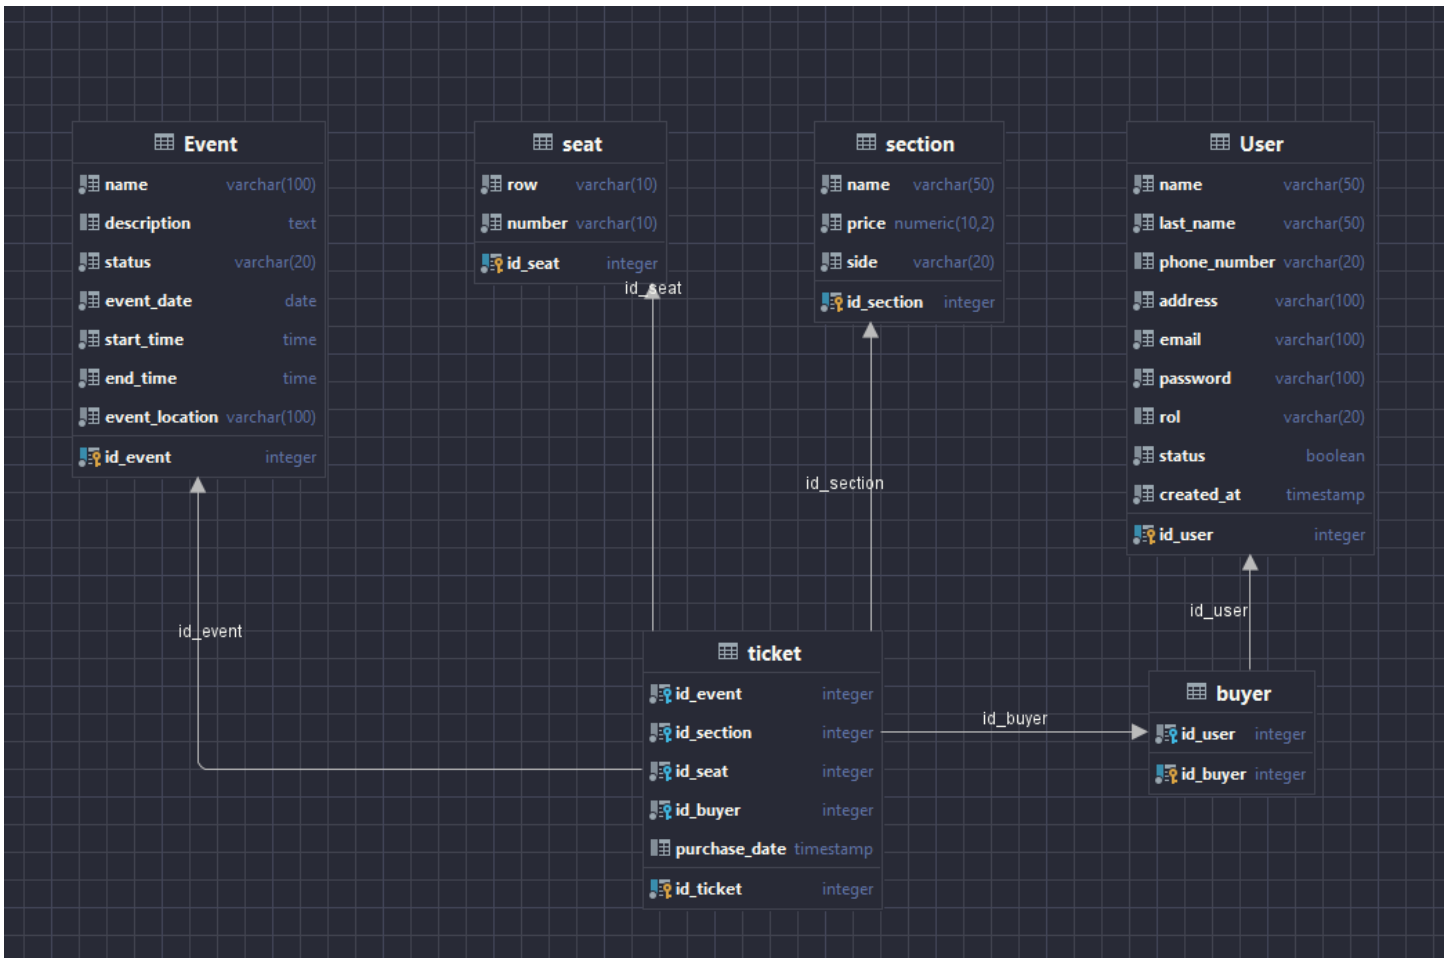 Event
name varchar(100)
description text
status varchar(20)
event_date date
start_time time
end_time time
event_location varchar(100)
id_event integer
seat
row varchar(10)
number varchar(10)
id_seat integer
id_seat
section
name varchar(50)
price numeric(10,2)
side varchar(20)
id_section integer
User
name varchar(50)
last_name varchar(50)
phone_number varchar(20)
address varchar(100)
email varchar(100)
password varchar(100)
rol varchar(20)
status boolean
created_at timestamp
id_user integer
id_section
id_user
id_event
ticket
id_event integer
id_section integer
id_seat integer
id_buyer integer
purchase_date timestamp
id_ticket integer
id_buyer
buyer
id_user integer
id_buyer integer